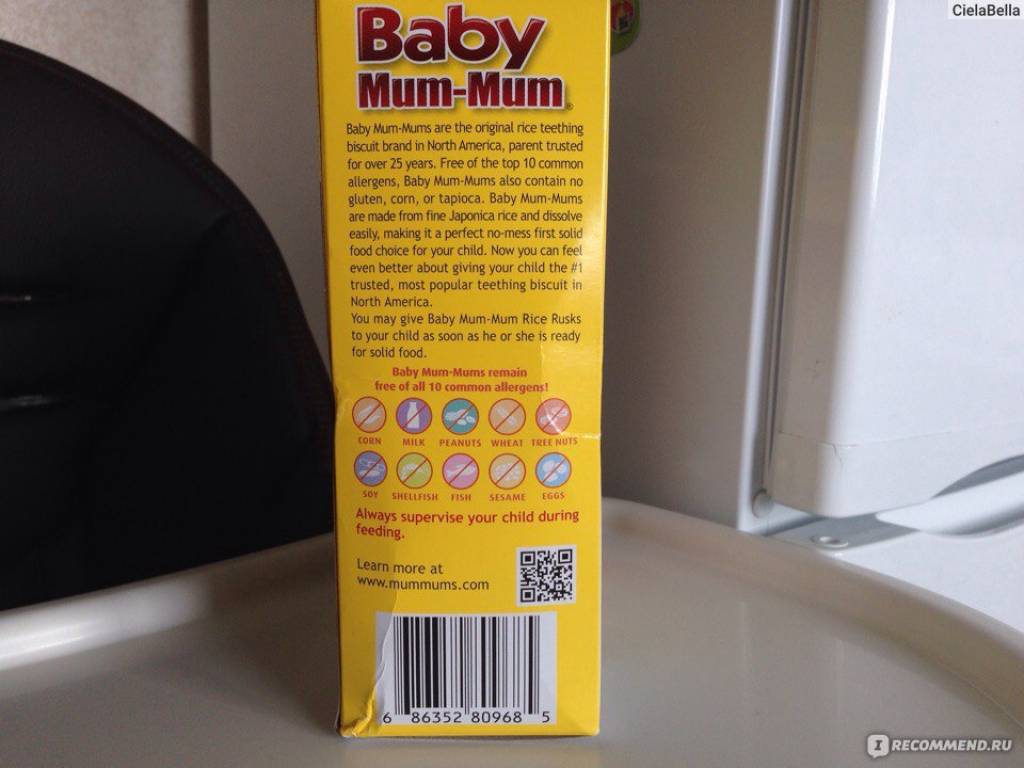 CielaBella
Baby
Mum-Mum
Baby Mum-Mums are the original rice teething
biscuit brand in North America, parent trusted
for over 25 years. Free of the top 10 common
allergens, Baby Mum-Mums also contain no
gluten, corn, or tapioca. Baby Mum-Mums
are made from fine Japonica rice and dissolve
easily, making it a perfect no-mess first solid
food choice for your child. Now you can feel
even better about giving your child the #1
trusted, most popular teething biscuit in
North America.
You may give Baby Mum-Mum Rice Rusks
to your child as soon as he or she is ready
for solid food.
Baby Mum-Mums remain
free of all 10 common allergens!
CORN MILK PEANUTS WHEAT TREE NUTS
SOY SHELLFISH FISH SESAME EGGS
Always supervise your child during
feeding.
Learn more at
www.mummums.com
6 86352 80968 5
I RECOMMEND.RU